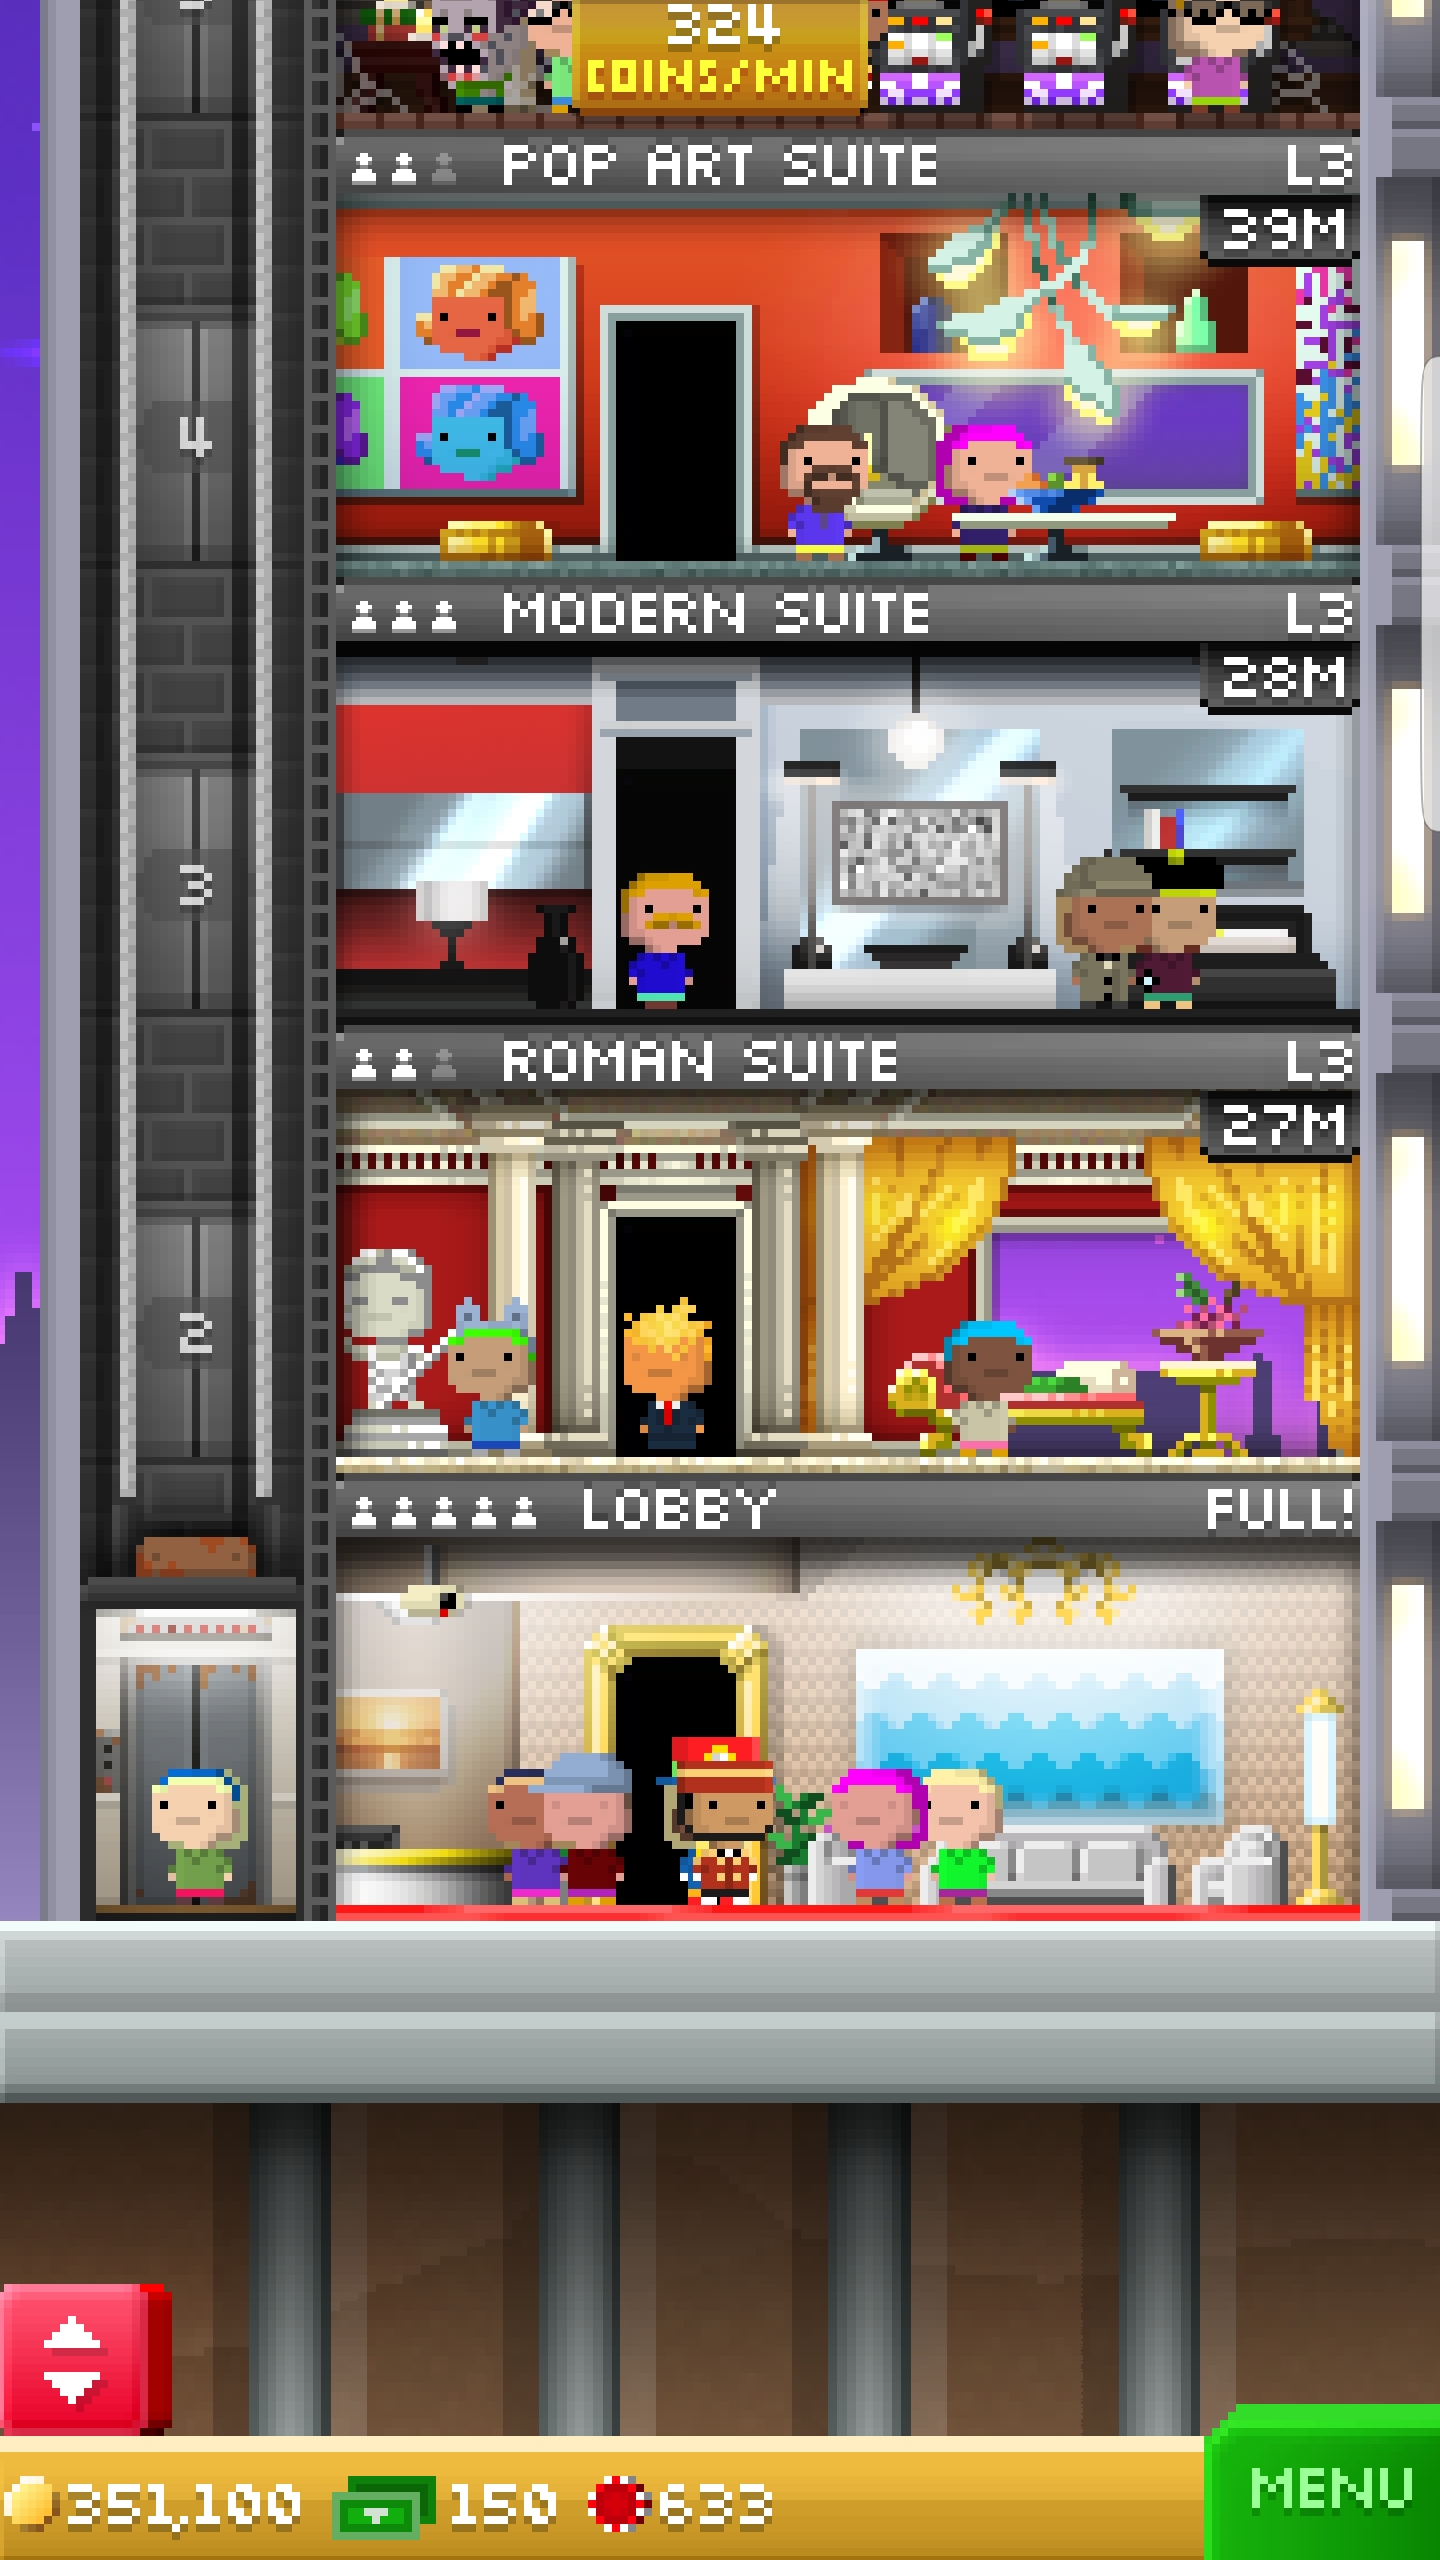 324
COINS/MIN
POP ART SUITE L3
39M
4
MODERN SUITE L3
28M
3
ROMAN SUITE L3
27M
2
LOBBY FULL!
351,100 150 633
MENU